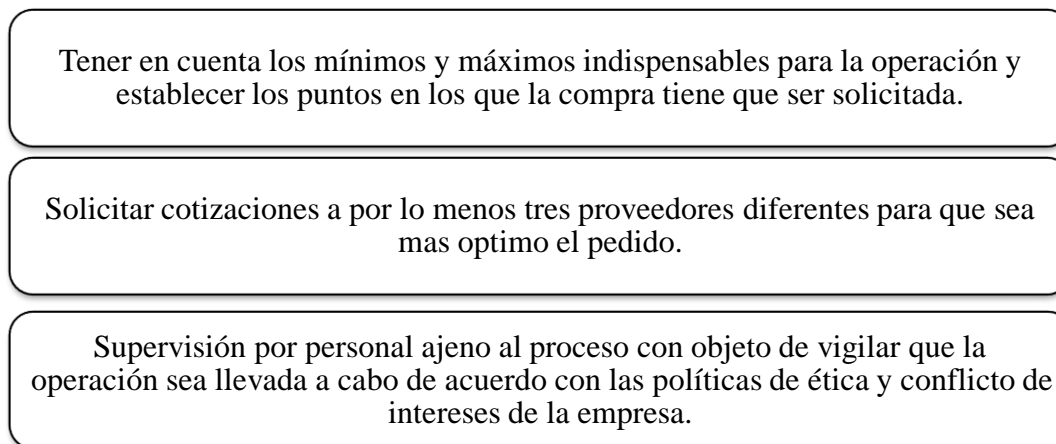 Tener en cuenta los mínimos y máximos indispensables para la operación y
establecer los puntos en los que la compra tiene que ser solicitada.
Solicitar cotizaciones a por lo menos tres proveedores diferentes para que sea
mas optimo el pedido.
Supervisión por personal ajeno al proceso con objeto de vigilar que la
operación sea llevada a cabo de acuerdo con las políticas de ética y conflicto de
intereses de la empresa.